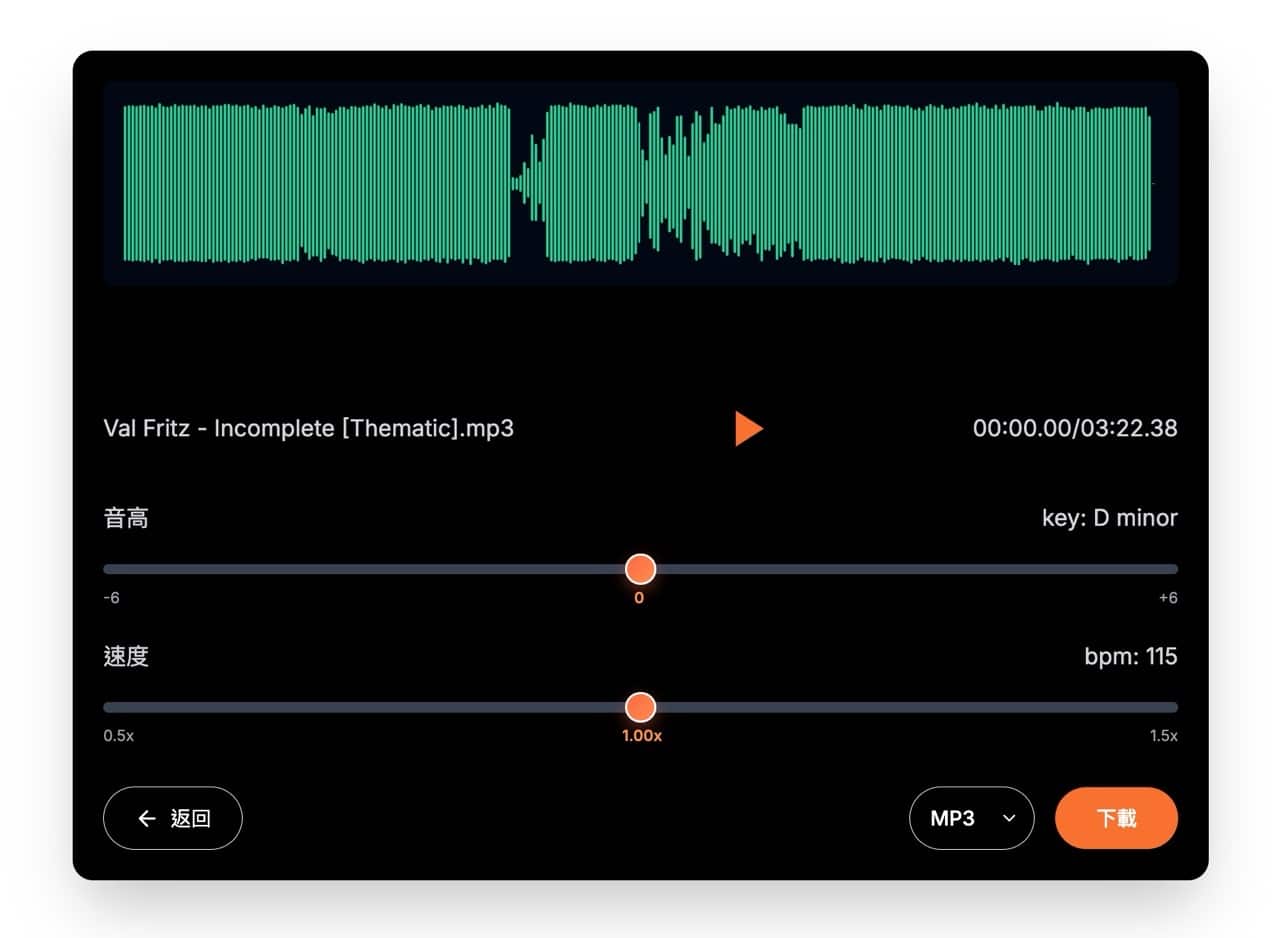 Val Fritz - Incomplete [Thematic].mp3
00:00.00/03:22.38
音高
key: D minor
-6
0
+6
速度
bpm: 115
0.5x
1.00x
1.5x
返回
MP3
下載